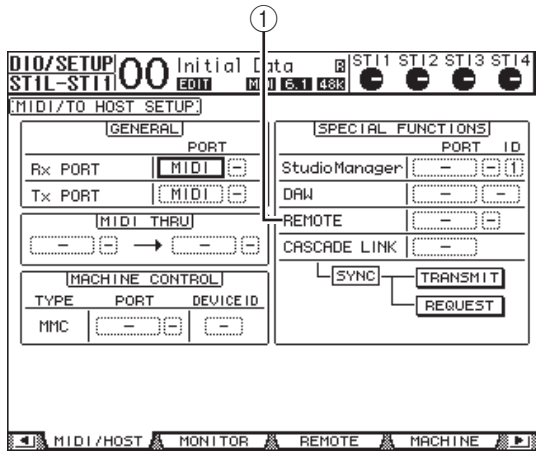 1
DIO/SETUP 00 Initial Data R ST11 ST12 ST13 ST14
ST1L-ST11 EDIT 6.1 48K
MIDI/TO HOST SETUP
GENERAL
PORT
Rx PORT MIDI -
Tx PORT MIDI -
MIDI THRU
- - → - -
MACHINE CONTROL
TYPE PORT DEVICE ID
MMC - - -
SPECIAL FUNCTIONS
PORT ID
StudioManager - - 1
DAW - -
REMOTE - -
CASCADE LINK -
SYNC TRANSMIT
REQUEST
MIDI/HOST MONITOR REMOTE MACHINE